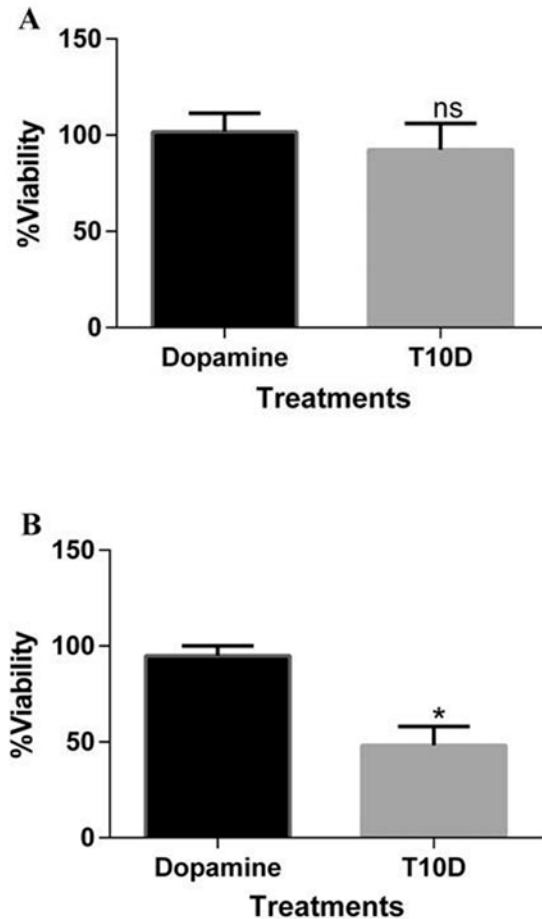 A
150
100
50
0
%Viability
ns
Dopamine T10D
Treatments
B
150
100
50
0
%Viability
*
Dopamine T10D
Treatments